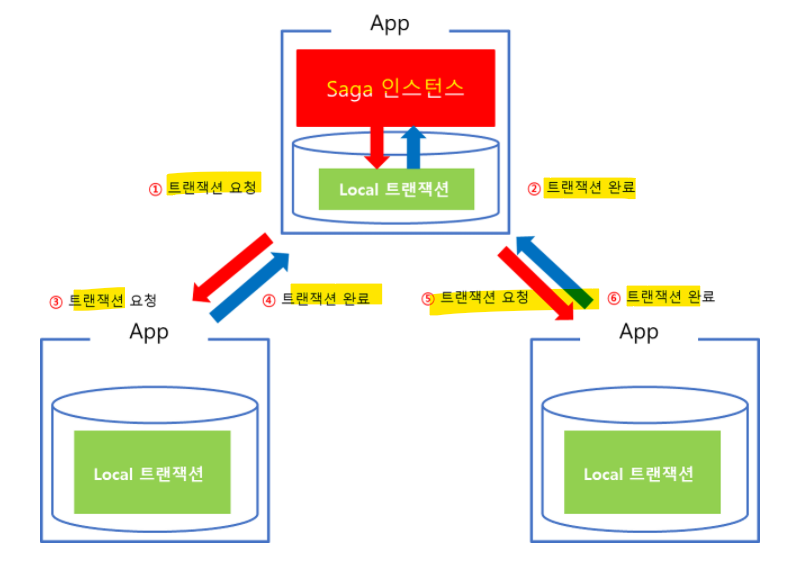 App
Saga 인스턴스
① 트랜잭션 요청
Local 트랜잭션
② 트랜잭션 완료
③ 트랜잭션 요청
④ 트랜잭션 완료
⑤ 트랜잭션 요청
⑥ 트랜잭션 완료
App
App
Local 트랜잭션
Local 트랜잭션